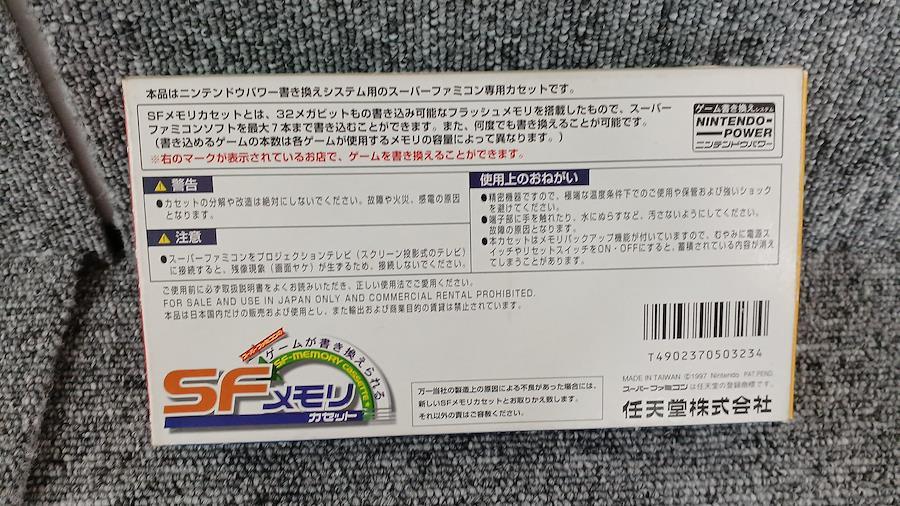 本品はニンテンドウパワー書き換えシステム用のスーパーファミコン専用カセットです。
SFメモリカセットとは、32メガビットもの書き込み可能なフラッシュメモリを搭載したもので、スーパー
ファミコンソフトを最大7本まで書き込むことができます。また、何度でも書き換えることが可能です。
(書き込めるゲームの本数は各ゲームが使用するメモリの容量によって異なります。)
※右のマークが表示されているお店で、ゲームを書き換えることができます。
ゲーム書き換えシステム
NINTENDO-
POWER
ニンテンドウパワー
警告
●カセットの分解や改造は絶対にしないでください。故障や火災、感電の原因
となります。
注意
●スーパーファミコンをプロジェクションテレビ(スクリーン投影式のテレビ)
に接続すると、残像現象(画面ヤケ)が生ずるため、接続しないでください。
使用上のおねがい
●精密機器ですので、極端な温度条件下でのご使用や保管および強いショック
を避けてください。
●端子部に手を触れたり、水にぬらすなど、汚さないようにしてください。
故障の原因となります。
●本カセットはメモリバックアップ機能が付いていますので、むやみに電源ス
イッチやリセットスイッチをON・OFFにすると、蓄積されている内容が消え
てしまうことがあります。
ご使用前に必ず取扱説明書をよくお読みいただき、正しい使用法でご愛用ください。
FOR SALE AND USE IN JAPAN ONLY AND COMMERCIAL RENTAL PROHIBITED.
本品は日本国内だけの販売および使用とし、また輸出および商業目的の賃貸は禁止されています。
スーパーファミコン
ゲームが書き換えられる
SF-MEMORY CASSETTE
SFメモリ
カセット
万一当社の製造上の原因による不良があった場合には、
新しいSFメモリカセットとお取りかえ致します。
それ以外の責はご容赦ください。
T4902370503234
MADE IN TAIWAN ©1997 Nintendo PAT.PEND.
スーパーファミコンは任天堂の登録商標です。
任天堂株式会社